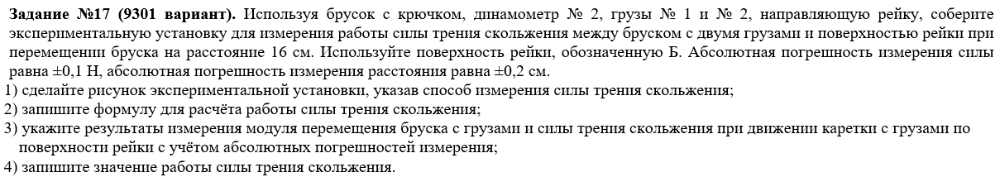 Задание №17 (9301 вариант). Используя брусок с крючком, динамометр № 2, грузы № 1 и № 2, направляющую рейку, соберите
экспериментальную установку для измерения работы силы трения скольжения между бруском с двумя грузами и поверхностью рейки при
перемещении бруска на расстояние 16 см. Используйте поверхность рейки, обозначенную Б. Абсолютная погрешность измерения силы
равна ±0,1 Н, абсолютная погрешность измерения расстояния равна ±0,2 см.
1) сделайте рисунок экспериментальной установки, указав способ измерения силы трения скольжения;
2) запишите формулу для расчёта работы силы трения скольжения;
3) укажите результаты измерения модуля перемещения бруска с грузами и силы трения скольжения при движении каретки с грузами по
поверхности рейки с учётом абсолютных погрешностей измерения;
4) запишите значение работы силы трения скольжения.